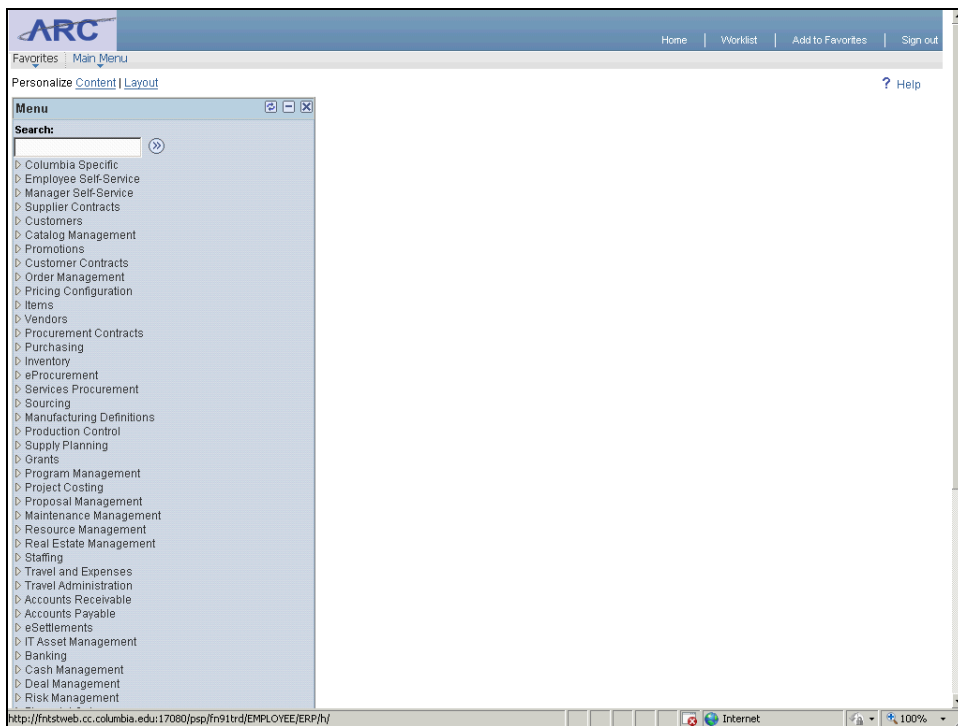 ARC
Home | Worklist | Add to Favorites | Sign out
Favorites Main Menu
Personalize Content | Layout
? Help
Menu
Search:
Columbia Specific
Employee Self-Service
Manager Self-Service
Supplier Contracts
Customers
Catalog Management
Promotions
Customer Contracts
Order Management
Pricing Configuration
Items
Vendors
Procurement Contracts
Purchasing
Inventory
eProcurement
Services Procurement
Sourcing
Manufacturing Definitions
Production Control
Supply Planning
Grants
Program Management
Project Costing
Proposal Management
Maintenance Management
Resource Management
Real Estate Management
Staffing
Travel and Expenses
Travel Administration
Accounts Receivable
Accounts Payable
eSettlements
IT Asset Management
Banking
Cash Management
Deal Management
Risk Management
http://fntstweb.cc.columbia.edu:17080/psp/fn91trd/EMPLOYEE/ERP/h/ Internet 100%